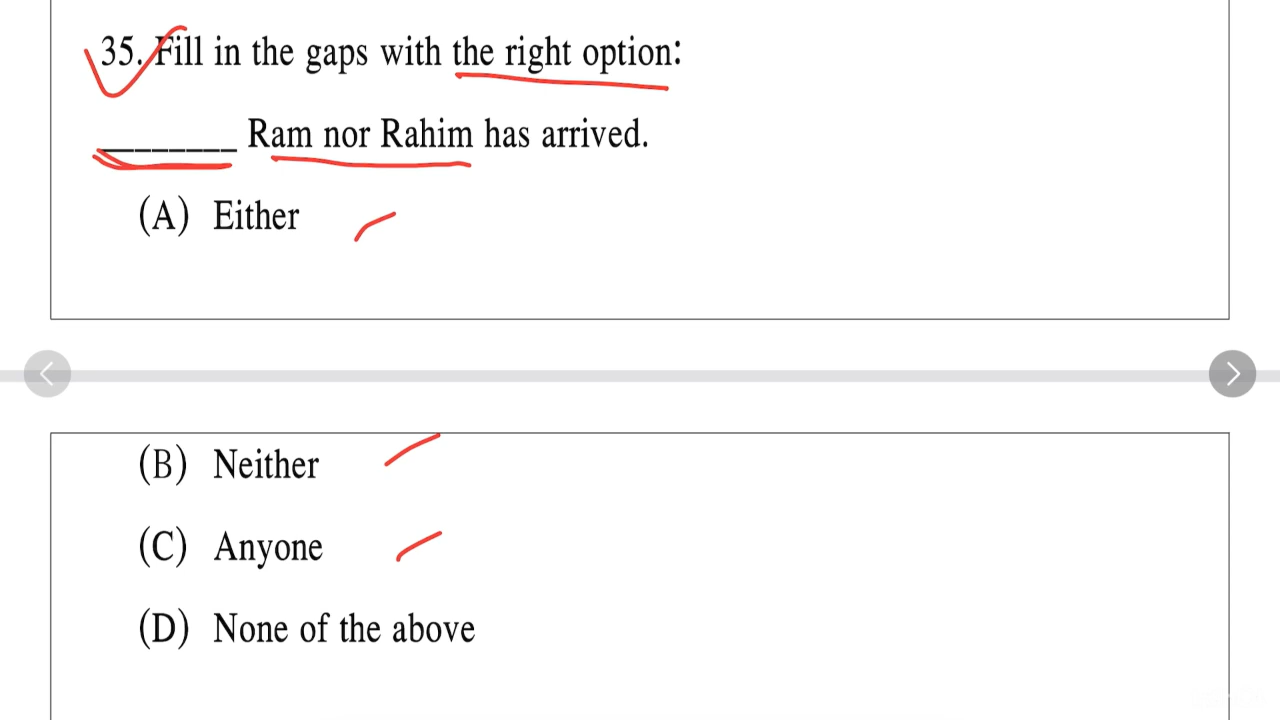 35. Fill in the gaps with the right option:
________ Ram nor Rahim has arrived.
(A) Either
(B) Neither
(C) Anyone
(D) None of the above